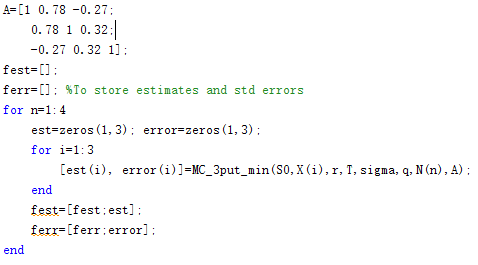 A=[1 0.78 -0.27;
0.78 1 0.32;
-0.27 0.32 1];
fest=[];
ferr=[]; %To store estimates and std errors
for n=1:4
est=zeros(1,3); error=zeros(1,3);
for i=1:3
[est(i), error(i)]=MC_3put_min(S0,X(i),r,T,sigma,q,N(n),A);
end
fest=[fest;est];
ferr=[ferr;error];
end